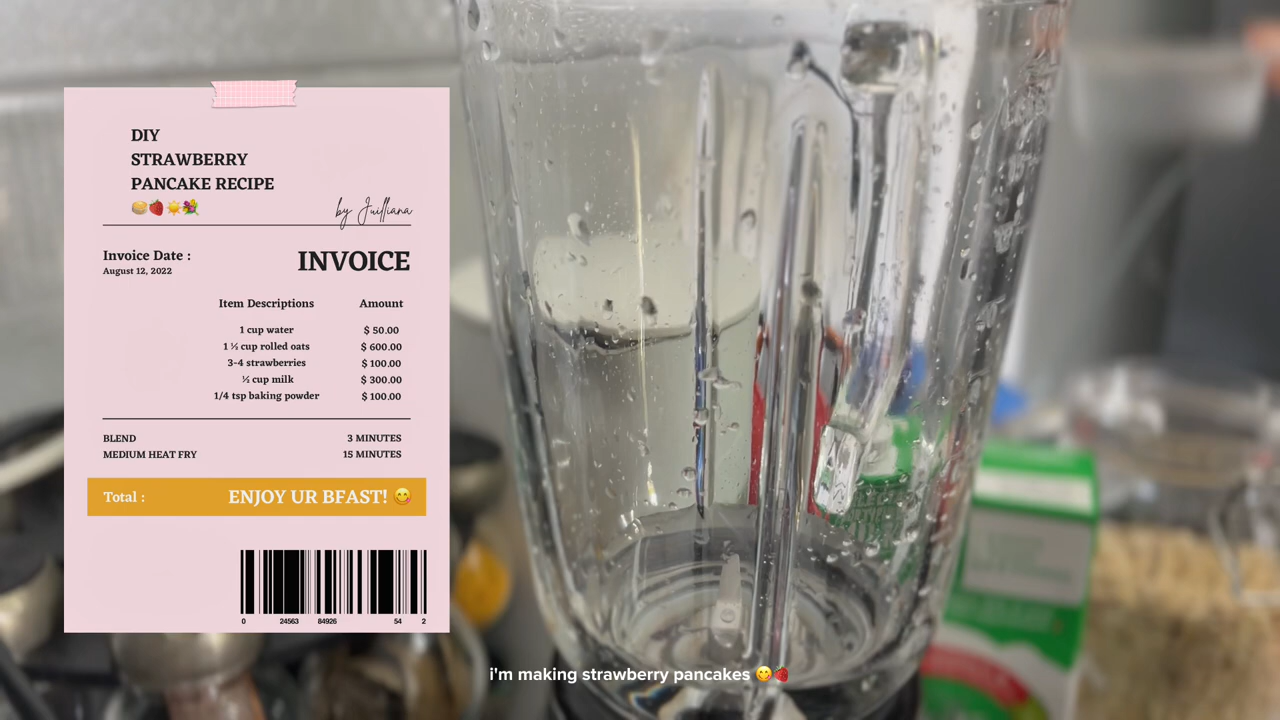 DIY
STRAWBERRY
PANCAKE RECIPE
🥞🍓☀️💐
by Juilliana
Invoice Date :
August 12, 2022
INVOICE
Item Descriptions Amount
1 cup water $ 50.00
1 ½ cup rolled oats $ 600.00
3-4 strawberries $ 100.00
½ cup milk $ 300.00
1/4 tsp baking powder $ 100.00
BLEND 3 MINUTES
MEDIUM HEAT FRY 15 MINUTES
Total : ENJOY UR BFAST! 😋
0 24563 84926 54 2
i'm making strawberry pancakes 😋🍓